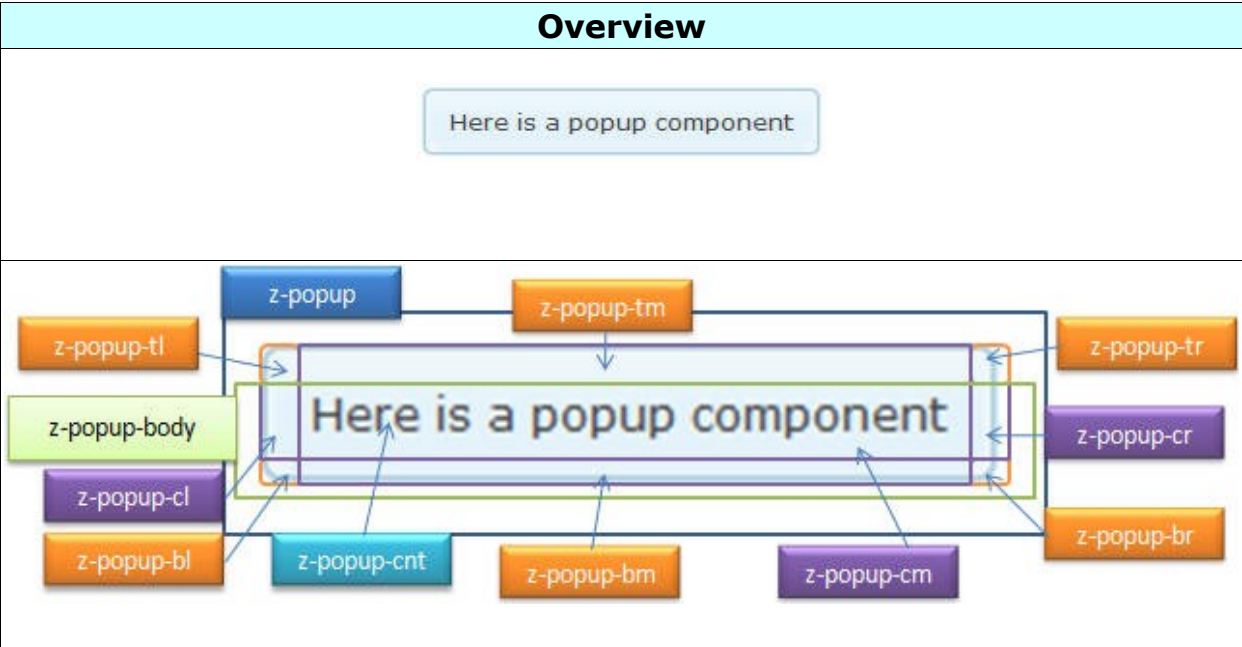 Overview
Here is a popup component
z-popup
z-popup-tm
z-popup-tl
z-popup-tr
Here is a popup component
z-popup-body
z-popup-cr
z-popup-cl
z-popup-br
z-popup-bl
z-popup-cnt
z-popup-bm
z-popup-cm